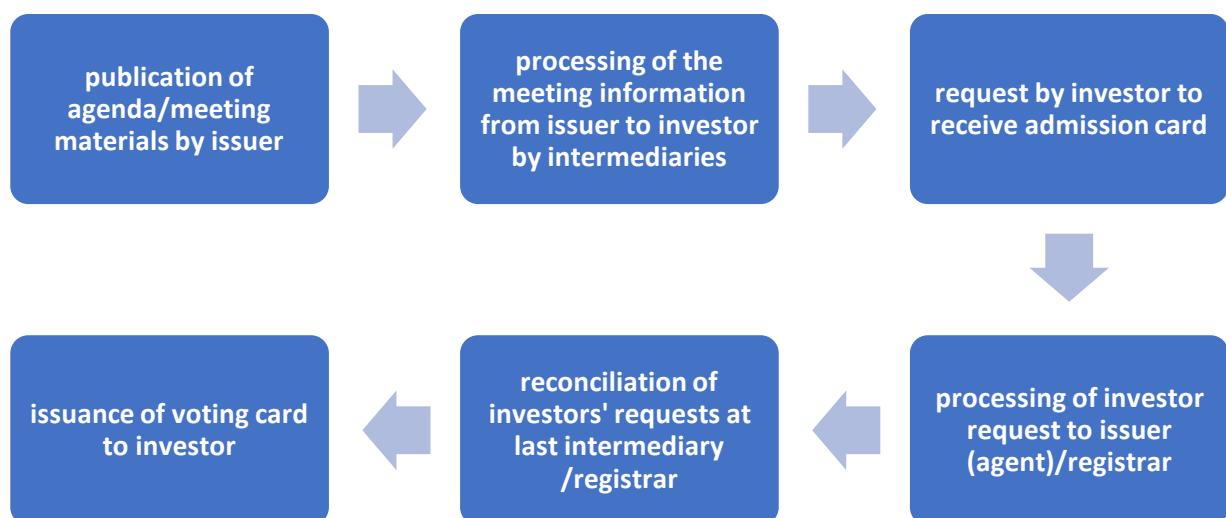 publication of
agenda/meeting
materials by issuer
processing of the
meeting information
from issuer to investor
by intermediaries
request by investor to
receive admission card
processing of investor
request to issuer
(agent)/registrar
reconciliation of
investors' requests at
last intermediary
/registrar
issuance of voting card
to investor